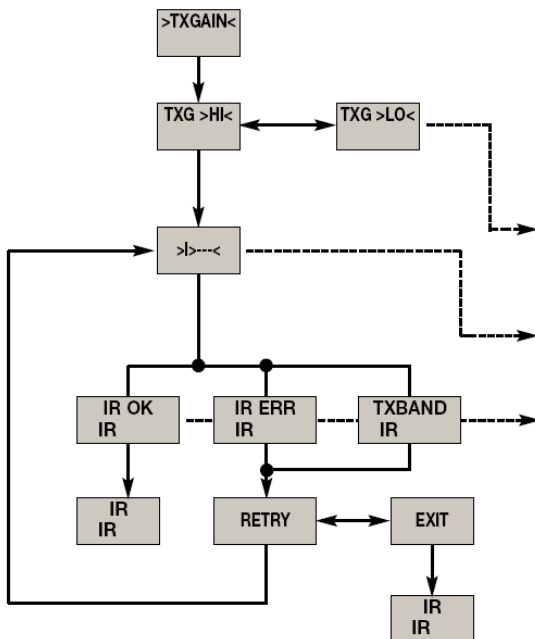 >TXGAIN<
TXG >HI<
TXG >LO<
>I>---<
IR OK
IR
IR ERR
IR
TXBAND
IR
IR
IR
RETRY
EXIT
IR
IR